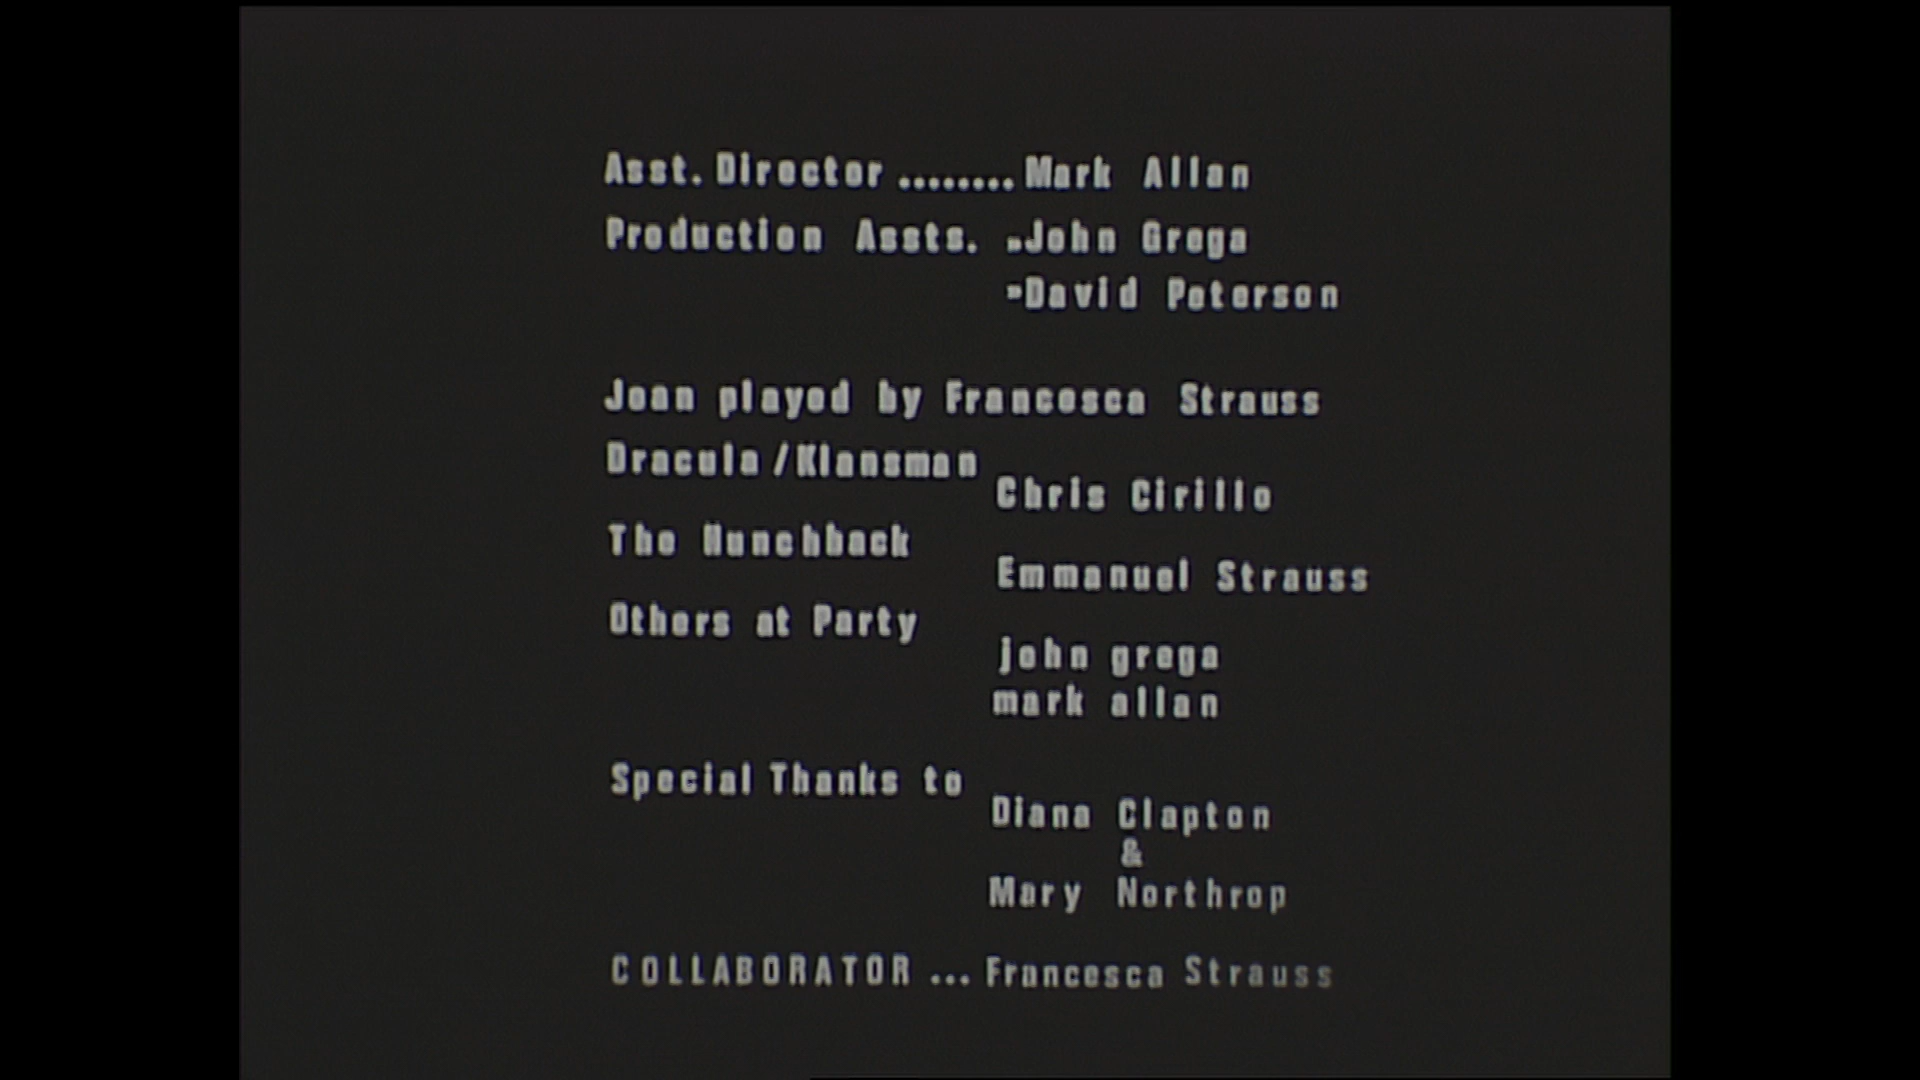 Asst. Director ........ Mark Allan
Production Assts. "John Grega
"David Peterson
Joan played by Francesca Strauss
Dracula / Klansman
Chris Cirillo
The Hunchback
Emmanuel Strauss
Others at Party
john grega
mark allan
Special Thanks to
Diana Clapton
&
Mary Northrop
COLLABORATOR ... Francesca Strauss